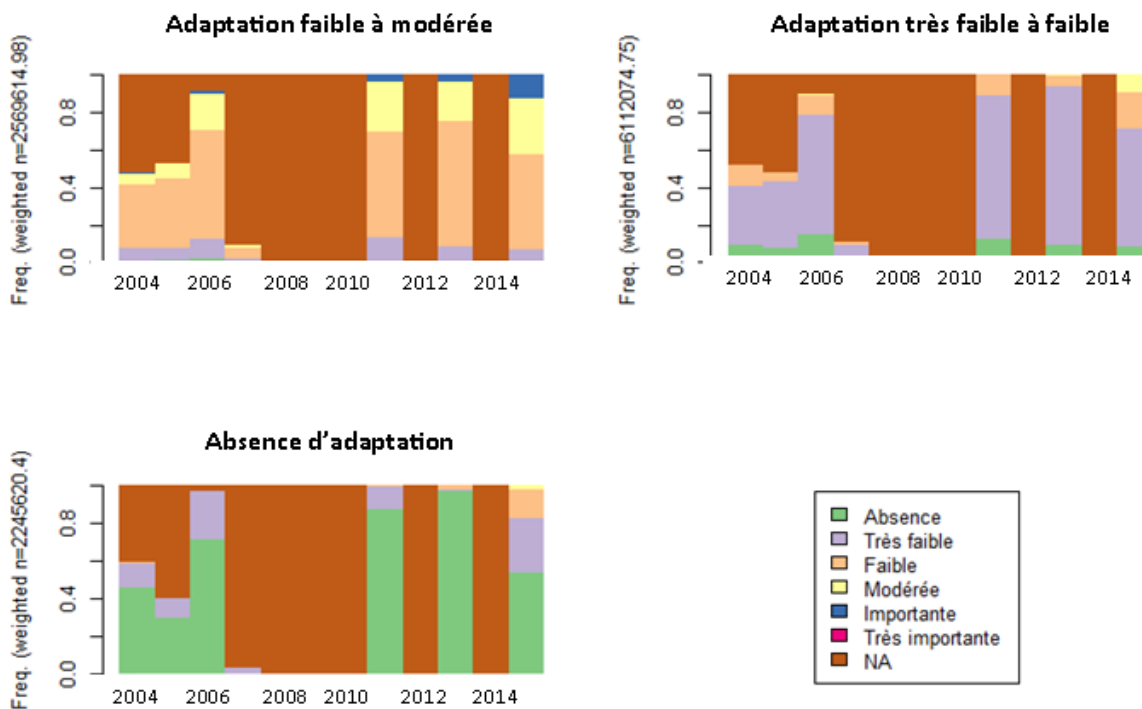 Adaptation faible à modérée
Freq. (weighted n=2569614.98)
0.8
0.4
0.0
2004 2006 2008 2010 2012 2014
Adaptation très faible à faible
Freq. (weighted n=6112074.75)
0.8
0.4
0.0
2004 2006 2008 2010 2012 2014
Absence d’adaptation
Freq. (weighted n=2245620.4)
0.8
0.4
0.0
2004 2006 2008 2010 2012 2014
Absence
Très faible
Faible
Modérée
Importante
Très importante
NA